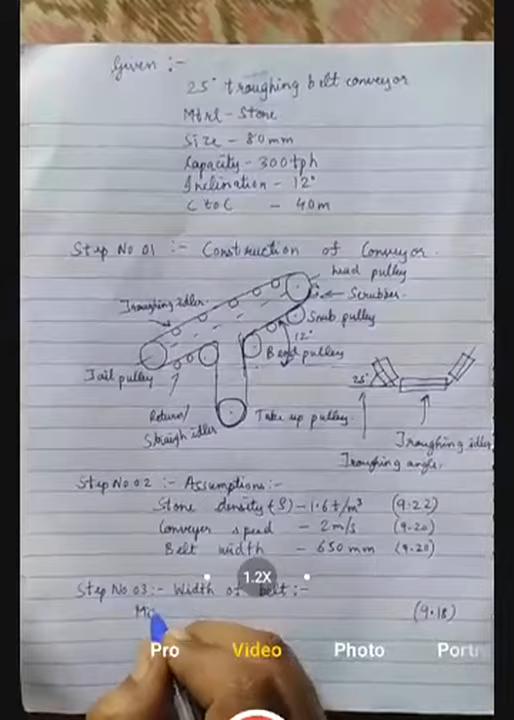 Given :-
25° troughing belt conveyor
Mtrl - Stone
Size - 80mm
Capacity - 300tph
Inclination - 12°
C to C - 40m
Step No 01 :- Construction of Conveyor.
head pulley
Troughing idler.
Scrubber
Snub pulley
12°
Bend pulley
Tail pulley
25°
Return/
Straigh idler
Take up pulley.
Troughing idler
Troughing angle.
Step No 02 :- Assumptions:-
Stone density (S) - 1.6 t/m³ (9.22)
Conveyer speed - 2m/s (9.20)
Belt width - 650 mm (9.20)
1.2X
Step No 03:- Width of belt :-
Mi (9.18)
Pro Video Photo Portr